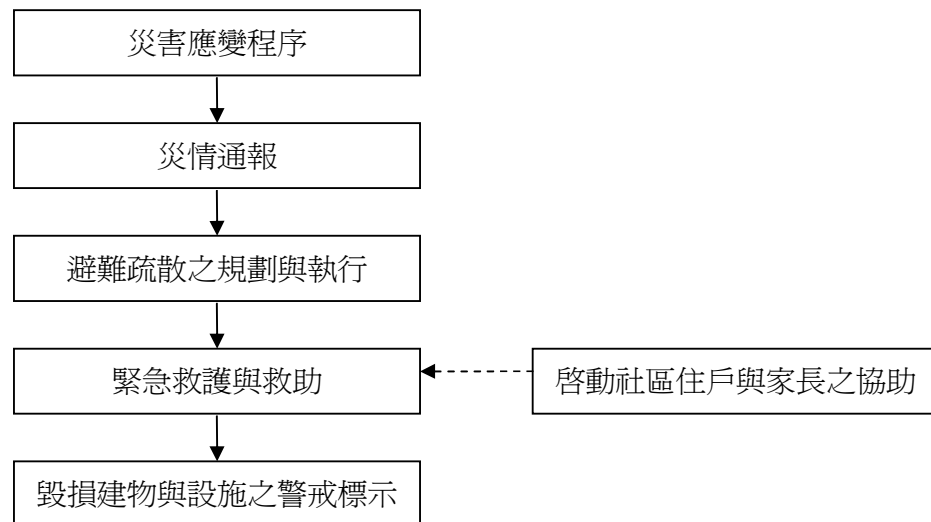 災害應變程序
災情通報
避難疏散之規劃與執行
緊急救護與救助
啓動社區住戶與家長之協助
毀損建物與設施之警戒標示